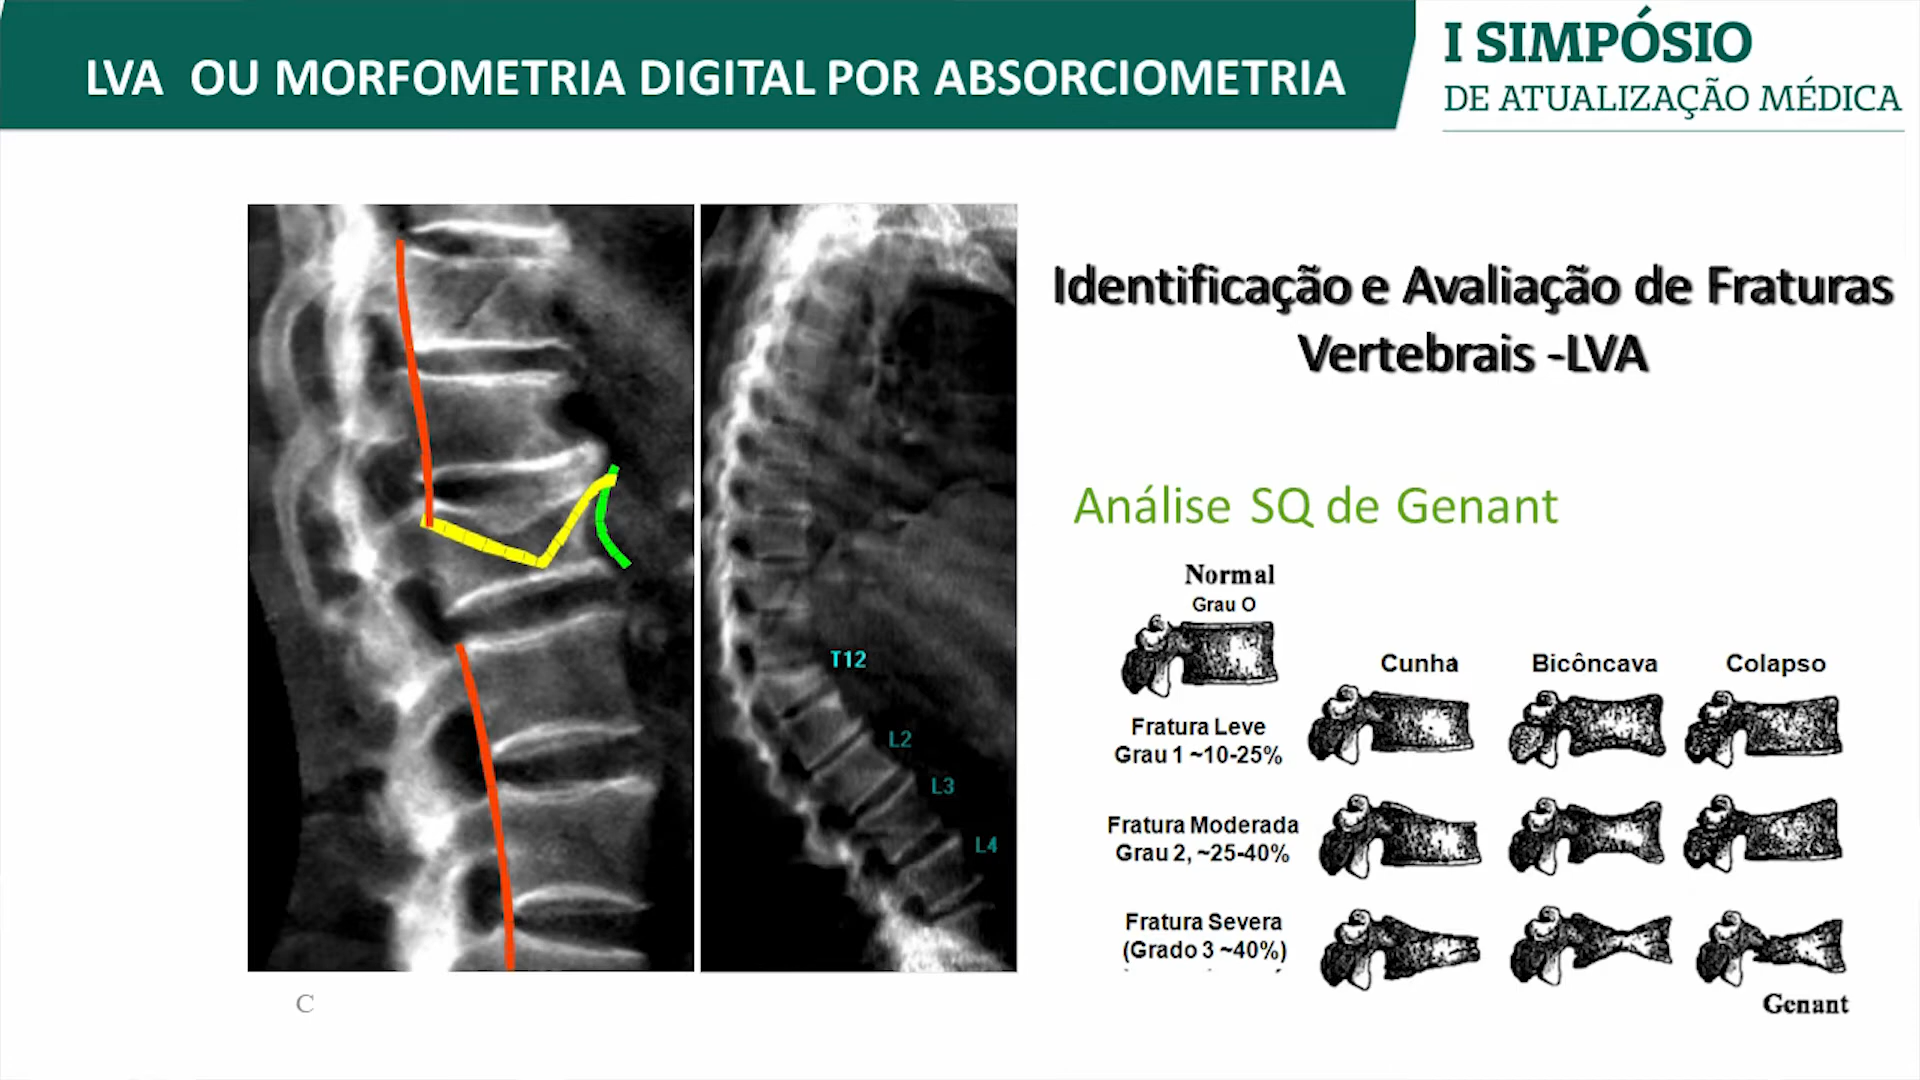 LVA OU MORFOMETRIA DIGITAL POR ABSORCIOMETRIA
I SIMPÓSIO
DE ATUALIZAÇÃO MÉDICA
Identificação e Avaliação de Fraturas
Vertebrais -LVA
Análise SQ de Genant
Normal
Grau O
Cunha
Bicôncava
Colapso
Fratura Leve
Grau 1 ~10-25%
Fratura Moderada
Grau 2, ~25-40%
Fratura Severa
(Grado 3 ~40%)
Genant
T12
L2
L3
L4
C